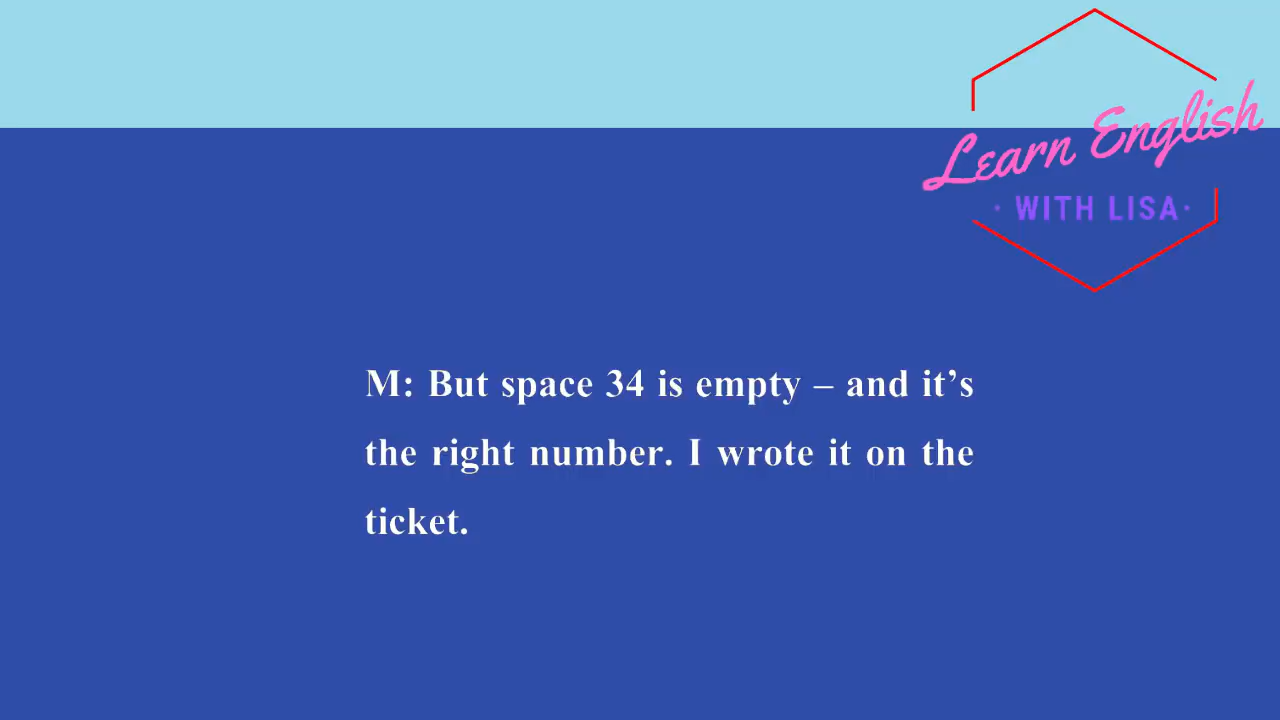 Learn English
· WITH LISA·
M: But space 34 is empty – and it’s
the right number. I wrote it on the
ticket.